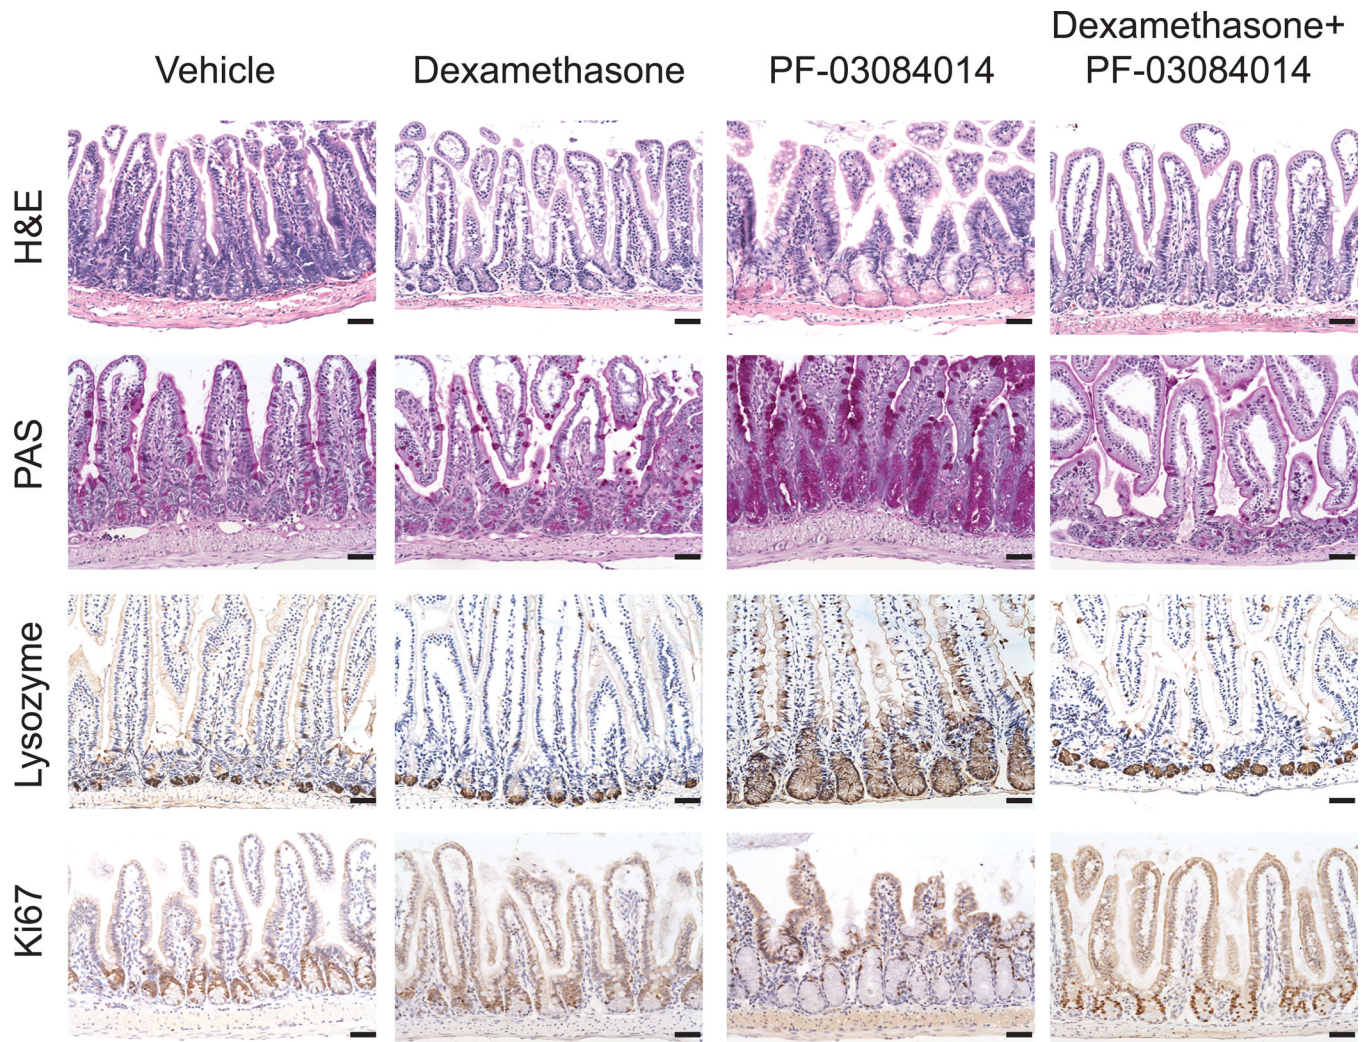 Vehicle
Dexamethasone
PF-03084014
Dexamethasone+
PF-03084014
H&E
PAS
Lysozyme
Ki67